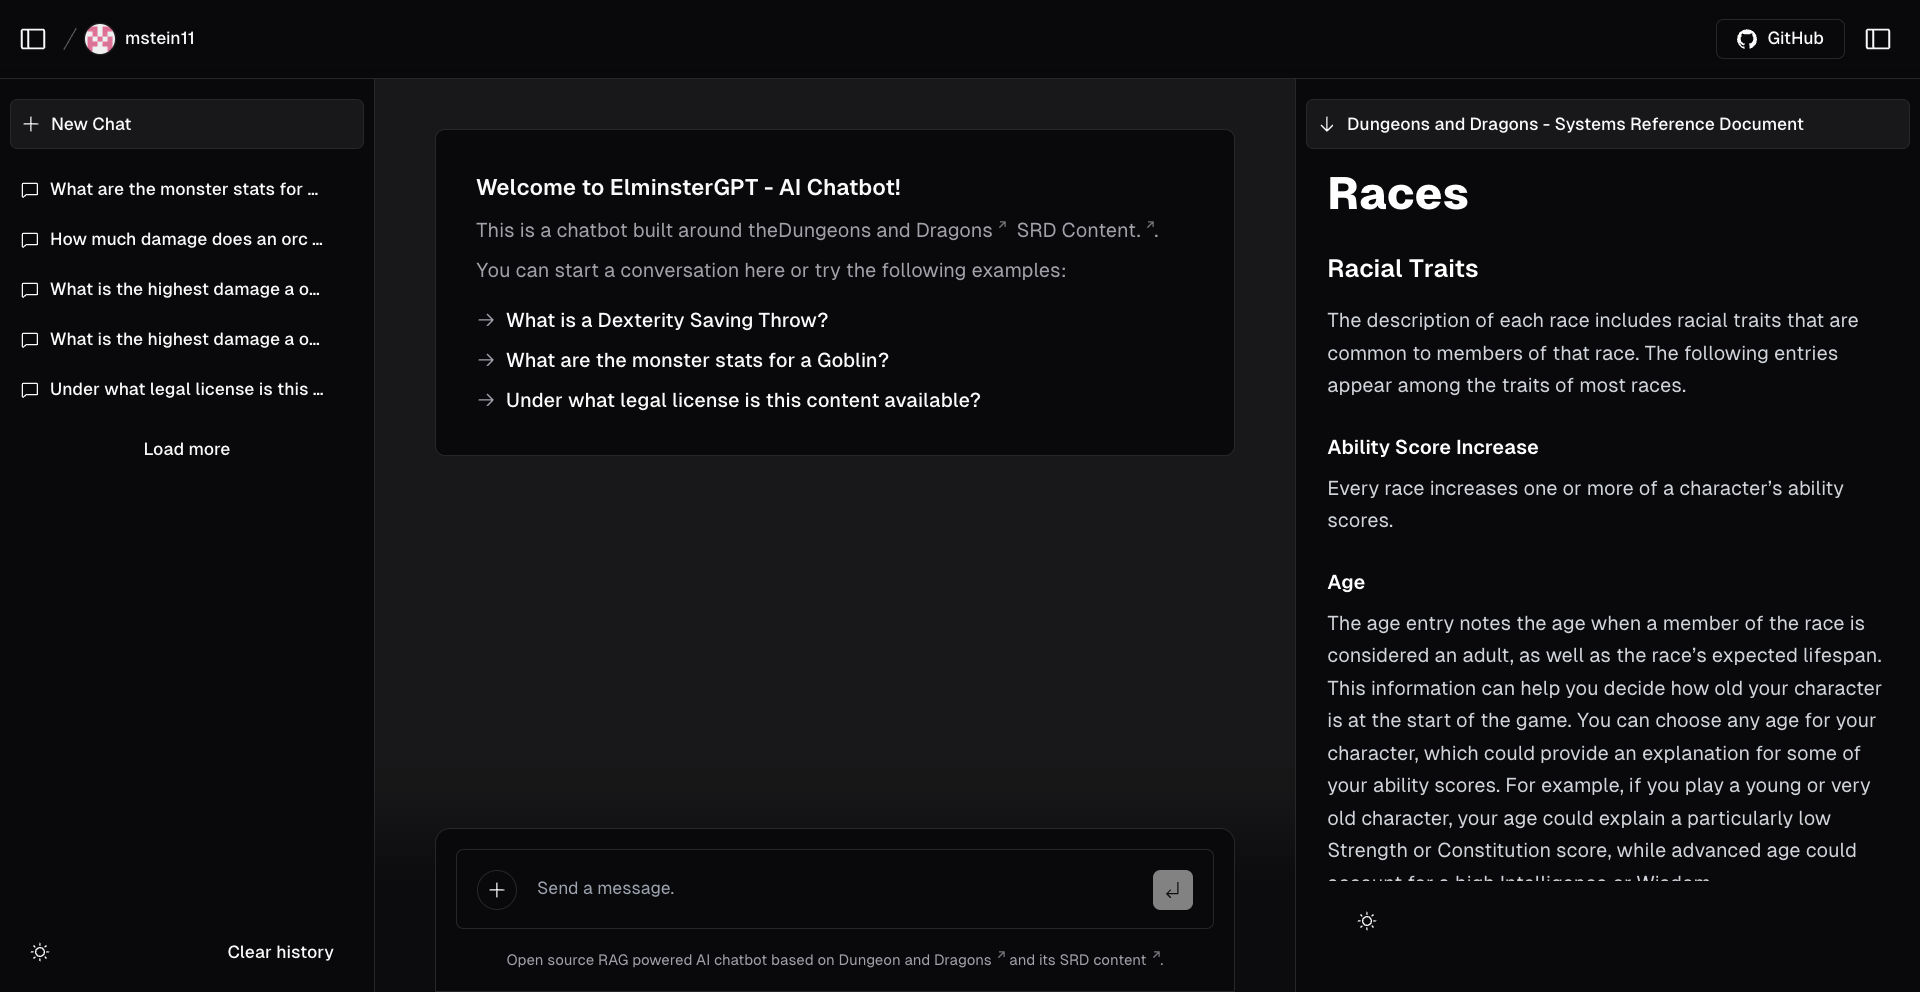 mstein11
GitHub
New Chat
What are the monster stats for ...
How much damage does an orc ...
What is the highest damage a o...
What is the highest damage a o...
Under what legal license is this ...
Load more
Clear history
Welcome to ElminsterGPT - AI Chatbot!
This is a chatbot built around theDungeons and Dragons ↗ SRD Content. ↗.
You can start a conversation here or try the following examples:
→ What is a Dexterity Saving Throw?
→ What are the monster stats for a Goblin?
→ Under what legal license is this content available?
Send a message.
Open source RAG powered AI chatbot based on Dungeon and Dragons ↗ and its SRD content ↗.
Dungeons and Dragons - Systems Reference Document
Races
Racial Traits
The description of each race includes racial traits that are
common to members of that race. The following entries
appear among the traits of most races.
Ability Score Increase
Every race increases one or more of a character’s ability
scores.
Age
The age entry notes the age when a member of the race is
considered an adult, as well as the race’s expected lifespan.
This information can help you decide how old your character
is at the start of the game. You can choose any age for your
character, which could provide an explanation for some of
your ability scores. For example, if you play a young or very
old character, your age could explain a particularly low
Strength or Constitution score, while advanced age could
account for a high Intelligence or Wisdom.